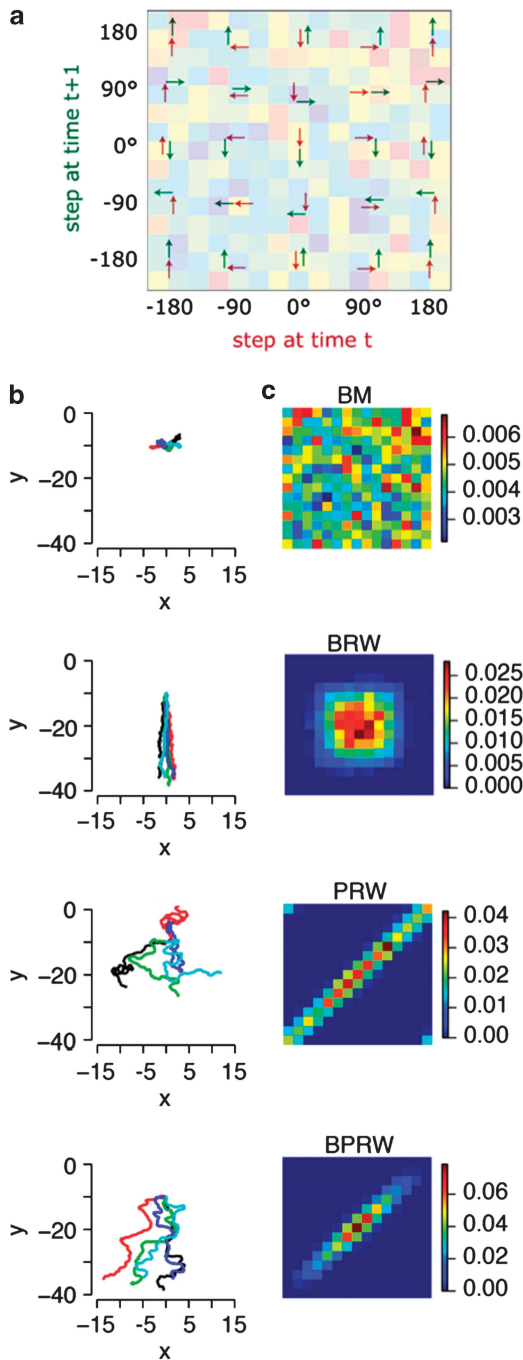 a
180
90°
0°
-90
-180
step at time t+1
-180 -90 0° 90° 180
step at time t
b
c
BM
0
−20
−40
y
−15 -5 5 15
x
0.006
0.005
0.004
0.003
BRW
0
−20
−40
y
−15 -5 5 15
x
0.025
0.020
0.015
0.010
0.005
0.000
PRW
0
−20
−40
y
−15 -5 5 15
x
0.04
0.03
0.02
0.01
0.00
BPRW
0
−20
−40
y
−15 -5 5 15
x
0.06
0.04
0.02
0.00